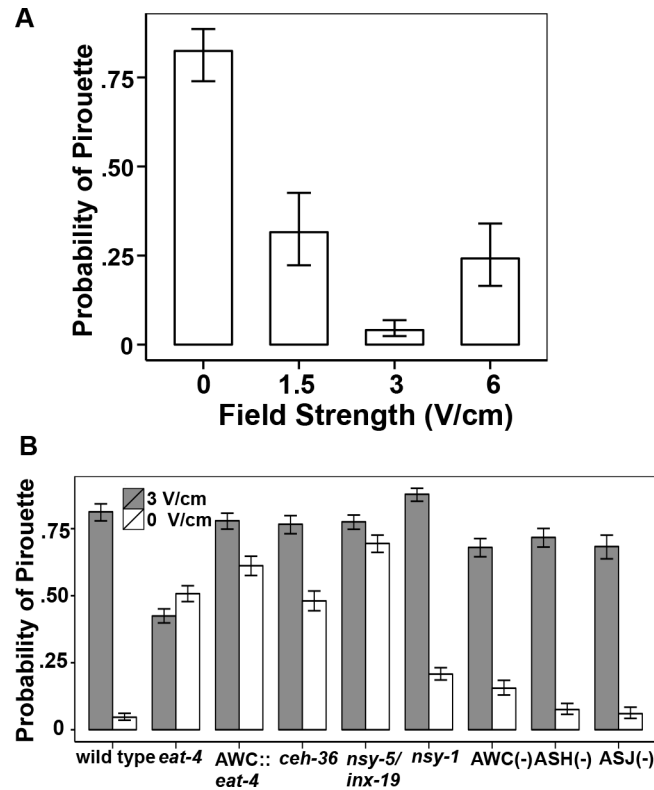 A
Probability of Pirouette
.75
.50
.25
0
0 1.5 3 6
Field Strength (V/cm)
B
Probability of Pirouette
3 V/cm
0 V/cm
.75
.50
.25
0
wild type eat-4 AWC:: ceh-36 nsy-5/ nsy-1 AWC(-) ASH(-) ASJ(-)
eat-4 inx-19